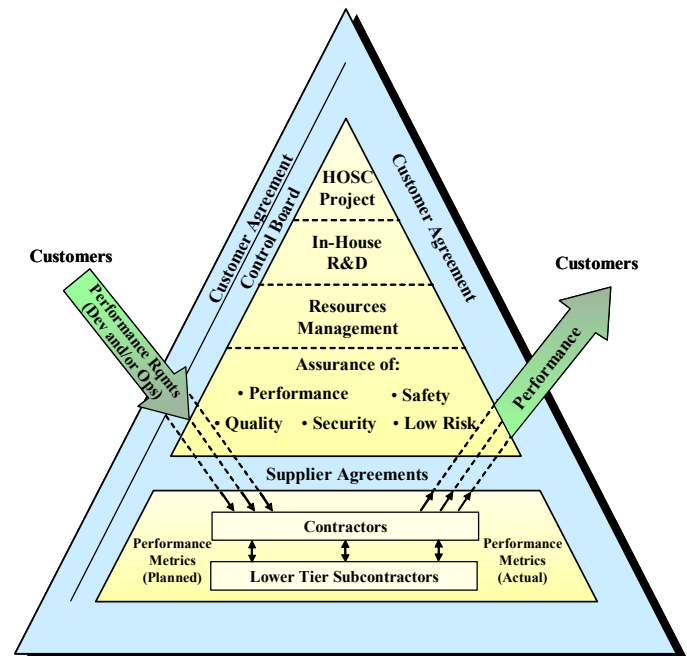 HOSC
Project
Customer Agreement
Control Board
Customer Agreement
In-House
R&D
Customers
Customers
Performance Rqmts
(Dev and/or Ops)
Resources
Management
Performance
Assurance of:
• Performance
• Safety
• Quality
• Security
• Low Risk
Supplier Agreements
Contractors
Performance
Metrics
(Planned)
Performance
Metrics
(Actual)
Lower Tier Subcontractors